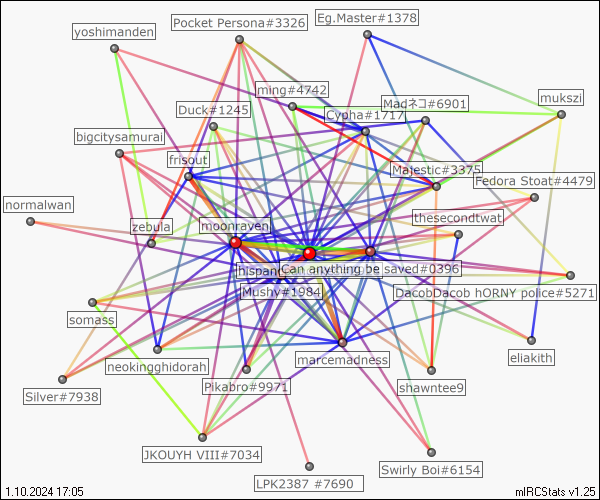 Eg.Master#1378
Pocket Persona#3326
yoshimanden
ming#4742
mukszi
Duck#1245
Cypha#1717
Madネコ#6901
bigcitysamurai
frisout
Majestic#3375
Fedora Stoat#4479
normalwan
zebula
moonraven
thesecondtwat
Can anything be saved#0396
Mushy#1984
DacobDacob hORNY police#5271
somass
marcemadness
eliakith
neokingghidorah
Pikabro#9971
shawntee9
Silver#7938
JKOUYH VIII#7034
Swirly Boi#6154
LPK2387 #7690
1.10.2024 17:05
mIRCStats v1.25